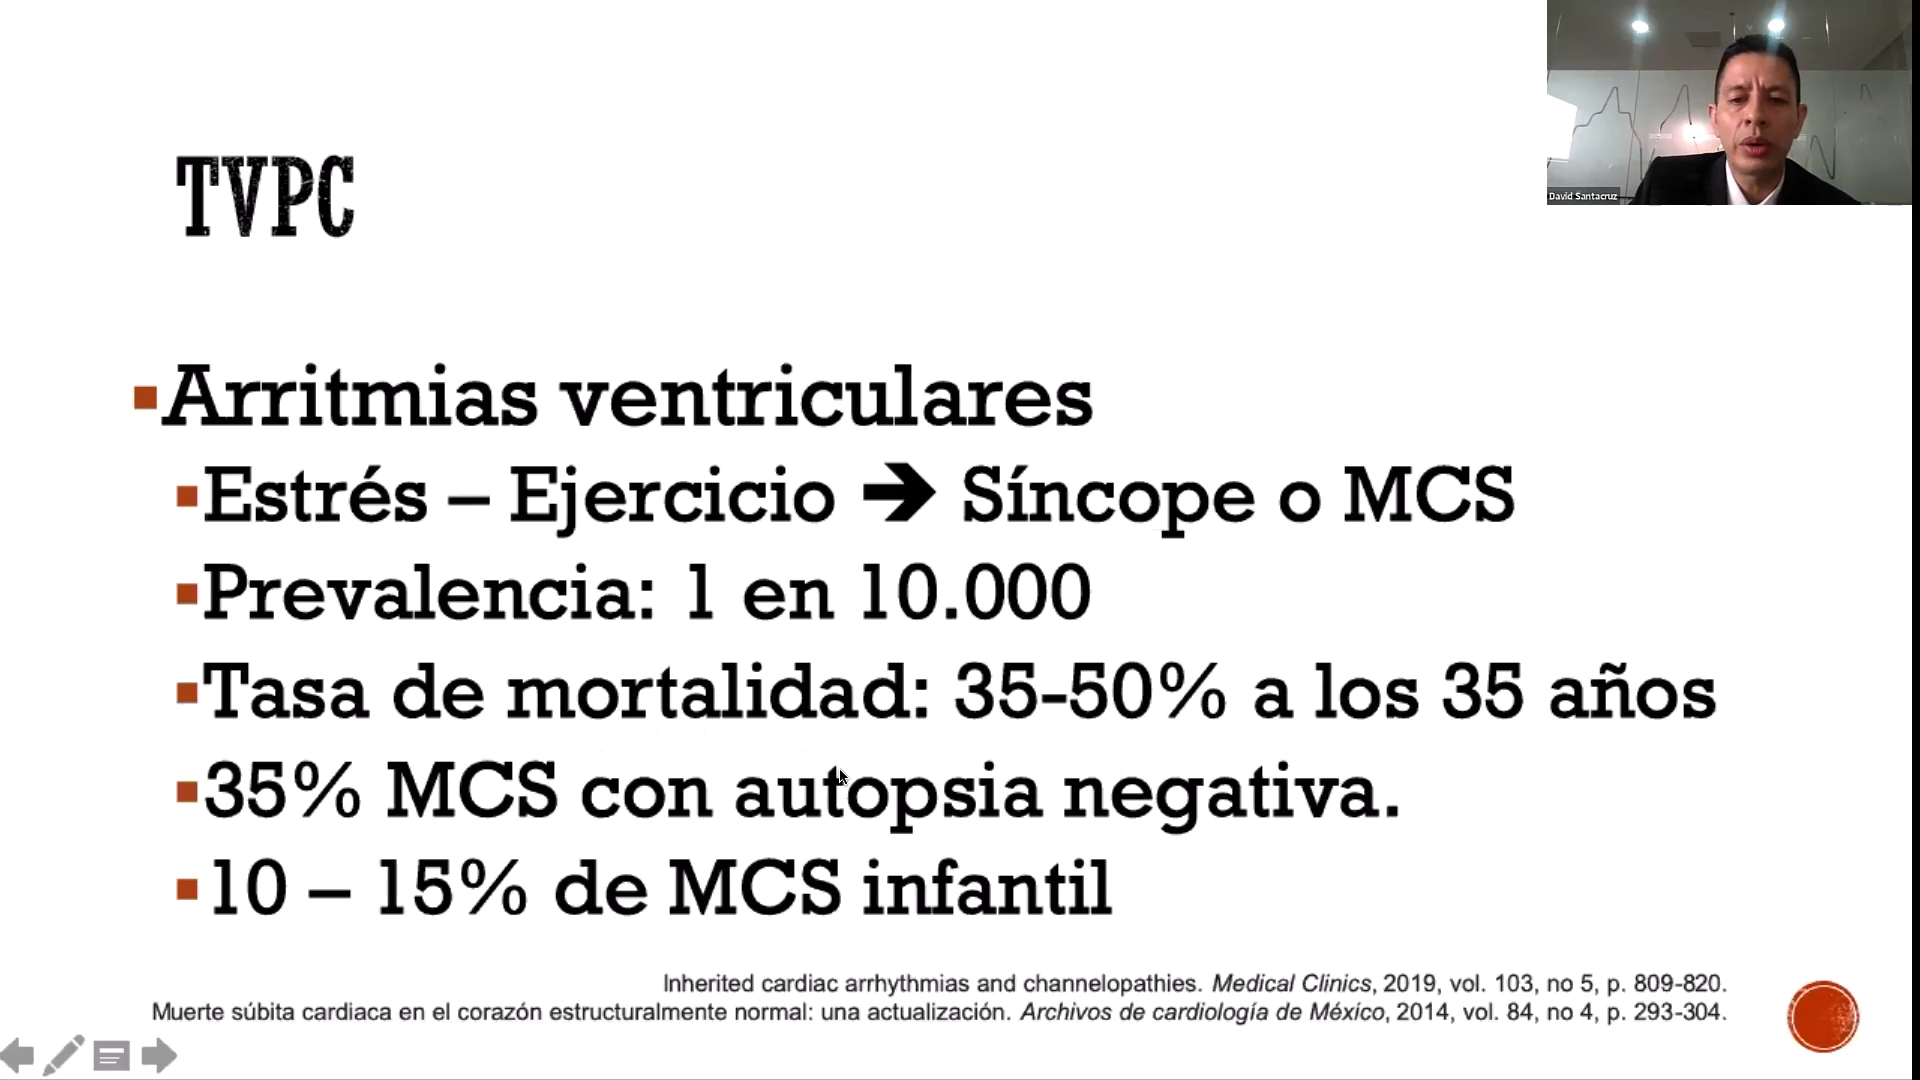 David Santacruz
TVPC
Arritmias ventriculares
Estrés – Ejercicio ➔ Síncope o MCS
Prevalencia: 1 en 10.000
Tasa de mortalidad: 35-50% a los 35 años
35% MCS con autopsia negativa.
10 – 15% de MCS infantil
Inherited cardiac arrhythmias and channelopathies. Medical Clinics, 2019, vol. 103, no 5, p. 809-820.
Muerte súbita cardiaca en el corazón estructuralmente normal: una actualización. Archivos de cardiología de México, 2014, vol. 84, no 4, p. 293-304.